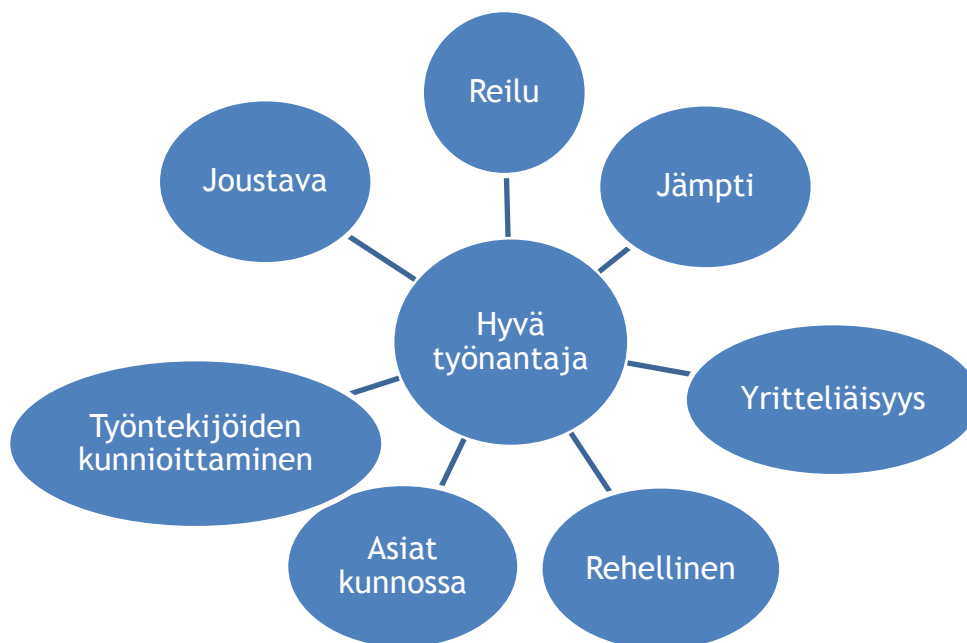 Reilu
Joustava
Jämpti
Hyvä
työnantaja
Yritteliäisyys
Työntekijöiden
kunnioittaminen
Asiat
kunnossa
Rehellinen